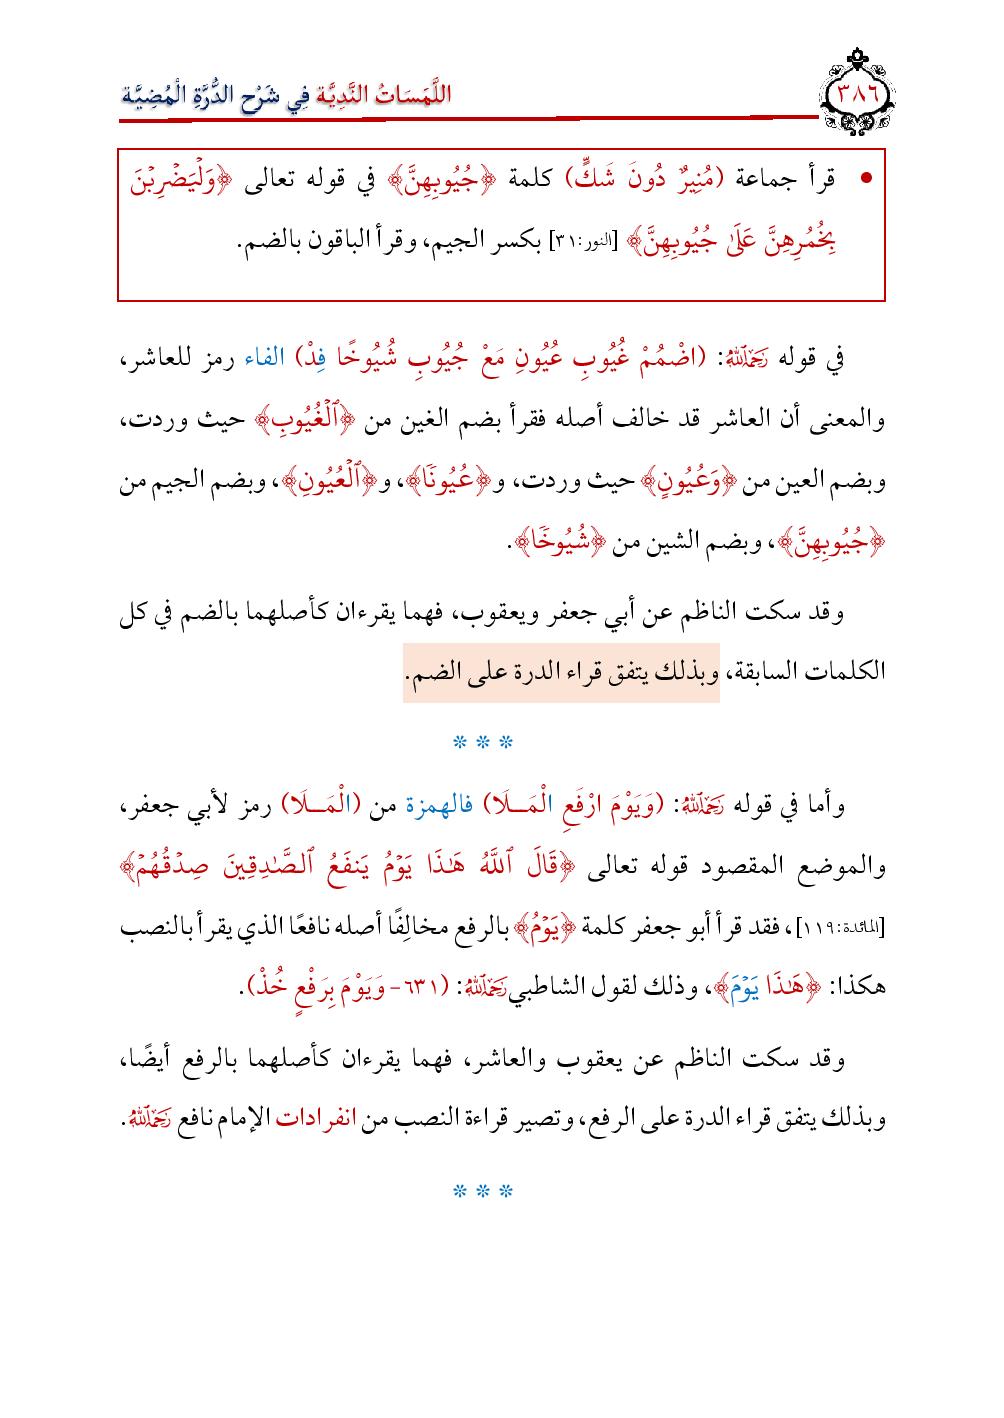 ٣٨٦
اللَّمَسَاتُ النَّدِيَّة فِي شَرْحِ الدُّرَّةِ الْمُضِيَّة
• قرأ جماعة (مُنِيرٌ دُونَ شَكٍّ) كلمة ﴿جُيُوبِهِنَّ﴾ في قوله تعالى ﴿وَلْيَضْرِبْنَ
بِخُمُرِهِنَّ عَلَىٰ جُيُوبِهِنَّ﴾ [النور:٣١] بكسر الجيم، وقرأ الباقون بالضم.
في قوله رَحِمَهُ اللَّهُ: (اضْمُمْ غُيُوبِ عُيُونِ مَعْ جُيُوبِ شُيُوخًا فِدْ) الفاء رمز للعاشر،
والمعنى أن العاشر قد خالف أصله فقرأ بضم الغين من ﴿ٱلْغُيُوبِ﴾ حيث وردت،
وبضم العين من ﴿وَعُيُونٍ﴾ حيث وردت، و﴿عُيُونًا﴾، و﴿ٱلْعُيُونِ﴾، وبضم الجيم من
﴿جُيُوبِهِنَّ﴾، وبضم الشين من ﴿شُيُوخًا﴾.
وقد سكت الناظم عن أبي جعفر ويعقوب، فهما يقرءان كأصلهما بالضم في كل
الكلمات السابقة، وبذلك يتفق قراء الدرة على الضم.
* * *
وأما في قوله رَحِمَهُ اللَّهُ: (وَيَوْمَ ارْفَعِ الْمَـــلَا) فالهمزة من (الْمَـــلَا) رمز لأبي جعفر،
والموضع المقصود قوله تعالى ﴿قَالَ ٱللَّهُ هَـٰذَا يَوْمُ يَنفَعُ ٱلصَّـٰدِقِينَ صِدْقُهُمْ﴾
[المائدة:١١٩]، فقد قرأ أبو جعفر كلمة ﴿يَوْمُ﴾ بالرفع مخالِفًا أصله نافعًا الذي يقرأ بالنصب
هكذا: ﴿هَـٰذَا يَوْمَ﴾، وذلك لقول الشاطبي رَحِمَهُ اللَّهُ: (٦٣١- وَيَوْمَ بِرَفْعٍ خُذْ).
وقد سكت الناظم عن يعقوب والعاشر، فهما يقرءان كأصلهما بالرفع أيضًا،
وبذلك يتفق قراء الدرة على الرفع، وتصير قراءة النصب من انفرادات الإمام نافع رَحِمَهُ اللَّهُ.
* * *